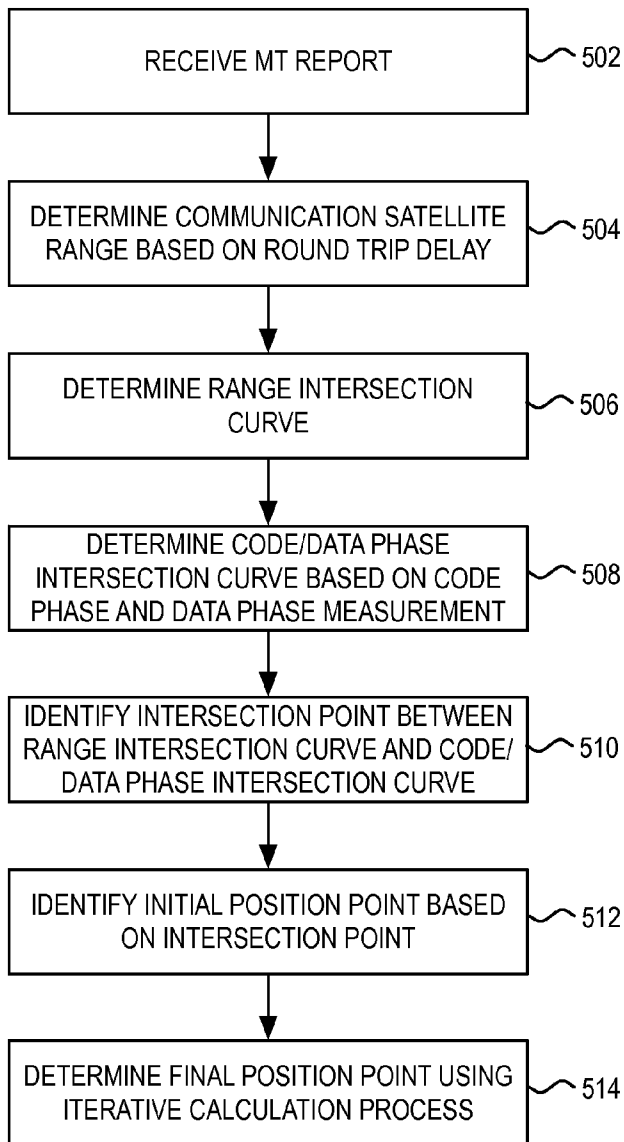 RECEIVE MT REPORT
502
DETERMINE COMMUNICATION SATELLITE
RANGE BASED ON ROUND TRIP DELAY
504
DETERMINE RANGE INTERSECTION
CURVE
506
DETERMINE CODE/DATA PHASE
INTERSECTION CURVE BASED ON CODE
PHASE AND DATA PHASE MEASUREMENT
508
IDENTIFY INTERSECTION POINT BETWEEN
RANGE INTERSECTION CURVE AND CODE/
DATA PHASE INTERSECTION CURVE
510
IDENTIFY INITIAL POSITION POINT BASED
ON INTERSECTION POINT
512
DETERMINE FINAL POSITION POINT USING
ITERATIVE CALCULATION PROCESS
514